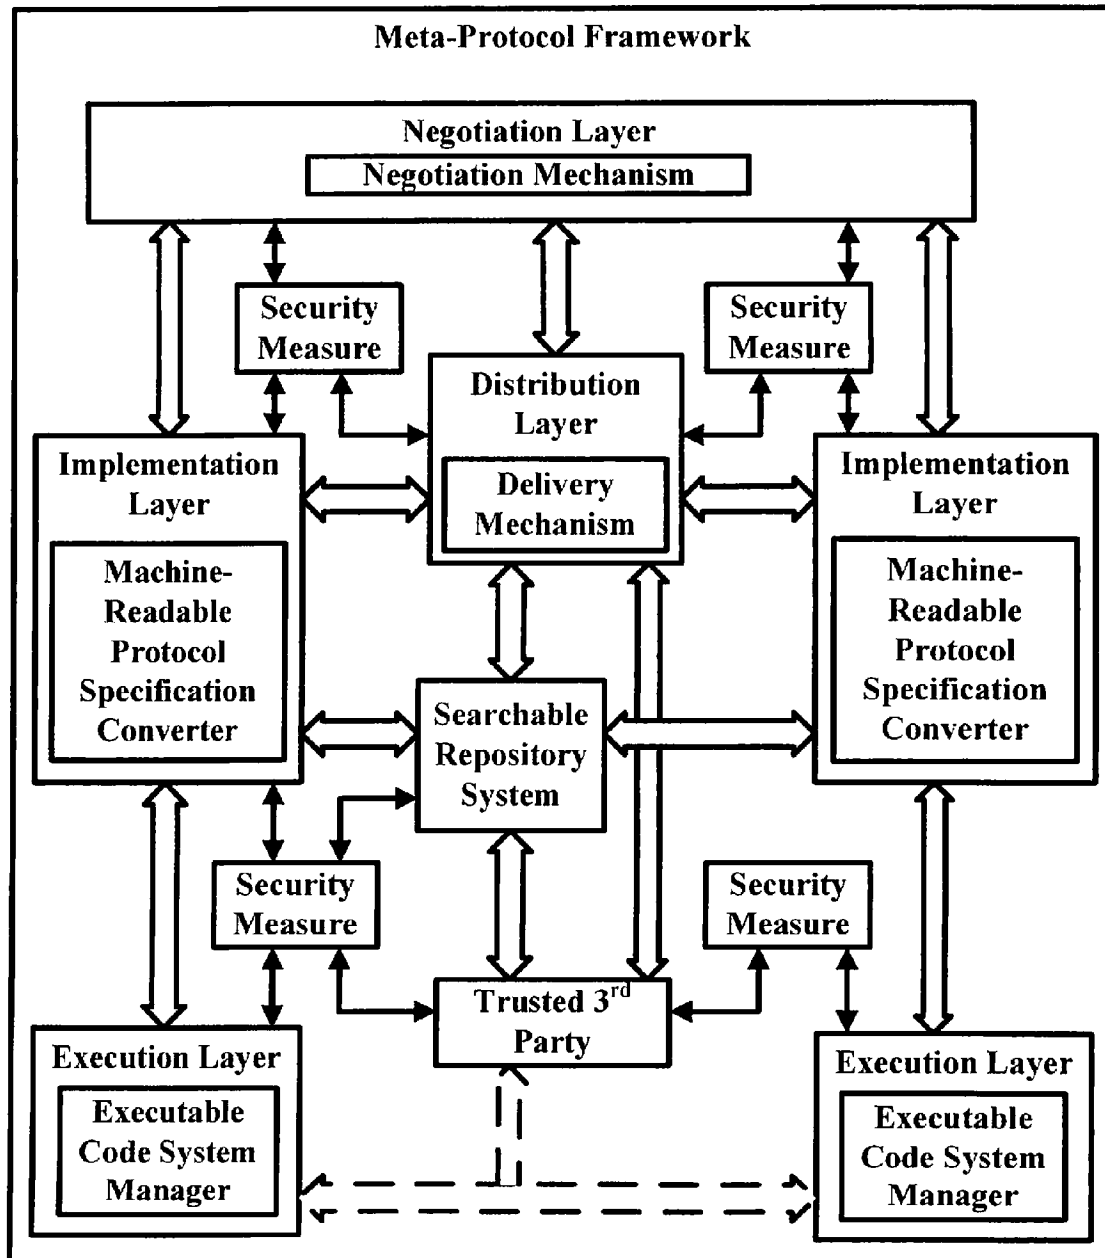 Meta-Protocol Framework
Negotiation Layer
Negotiation Mechanism
Security
Measure
Security
Measure
Distribution
Layer
Delivery
Mechanism
Implementation
Layer
Machine-
Readable
Protocol
Specification
Converter
Implementation
Layer
Machine-
Readable
Protocol
Specification
Converter
Searchable
Repository
System
Security
Measure
Security
Measure
Trusted 3rd
Party
Execution Layer
Executable
Code System
Manager
Execution Layer
Executable
Code System
Manager